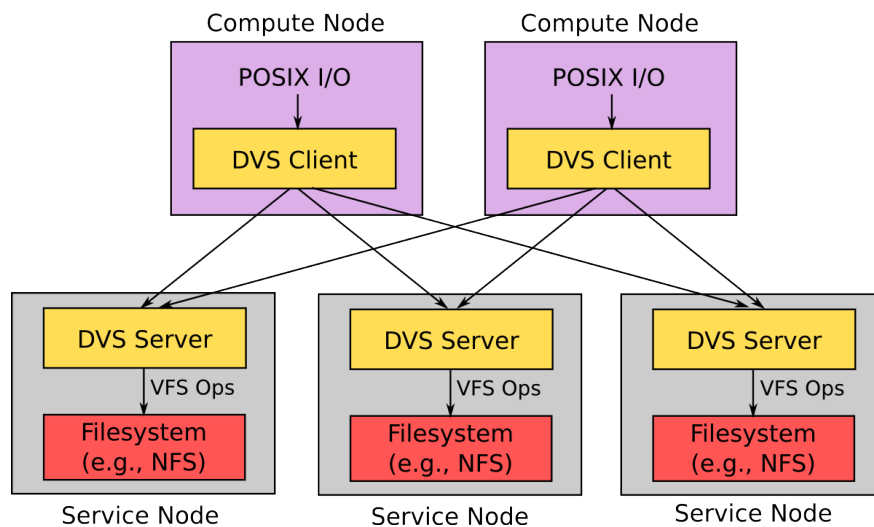 Compute Node
Compute Node
POSIX I/O
POSIX I/O
DVS Client
DVS Client
DVS Server
DVS Server
DVS Server
VFS Ops
VFS Ops
VFS Ops
Filesystem
(e.g., NFS)
Filesystem
(e.g., NFS)
Filesystem
(e.g., NFS)
Service Node
Service Node
Service Node